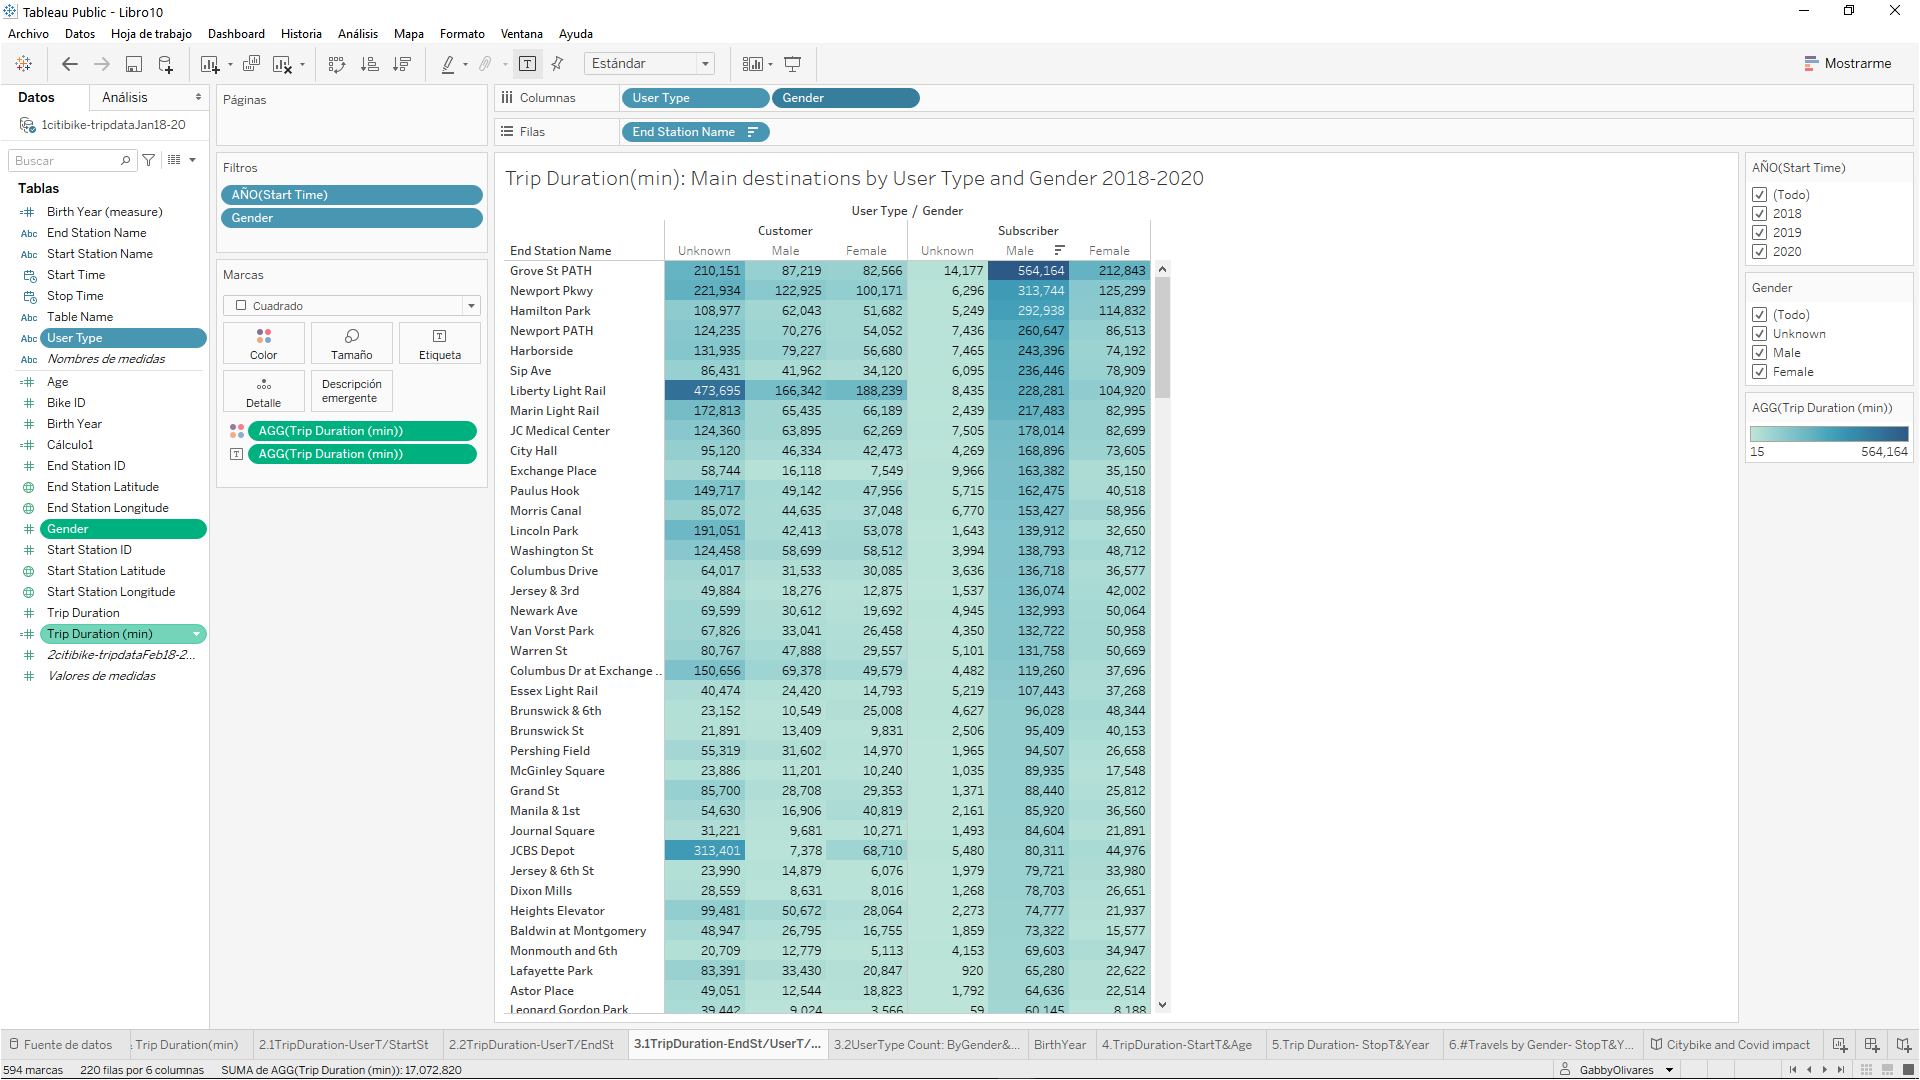 Tableau Public - Libro10
Archivo Datos Hoja de trabajo Dashboard Historia Análisis Mapa Formato Ventana Ayuda
Estándar
Mostrarme
Datos Análisis
1citibike-tripdataJan18-20
Buscar
Tablas
Birth Year (measure)
Abc End Station Name
Abc Start Station Name
Start Time
Stop Time
Abc Table Name
Abc User Type
Abc Nombres de medidas
Age
Bike ID
Birth Year
Cálculo1
End Station ID
End Station Latitude
End Station Longitude
Gender
Start Station ID
Start Station Latitude
Start Station Longitude
Trip Duration
Trip Duration (min)
2citibike-tripdataFeb18-2...
Valores de medidas
Páginas
Filtros
AÑO(Start Time)
Gender
Marcas
Cuadrado
Color Tamaño Etiqueta
Detalle Descripción emergente
AGG(Trip Duration (min))
AGG(Trip Duration (min))
Columnas User Type Gender
Filas End Station Name
Trip Duration(min): Main destinations by User Type and Gender 2018-2020
User Type / Gender
Customer Subscriber
End Station Name Unknown Male Female Unknown Male Female
Grove St PATH 210,151 87,219 82,566 14,177 564,164 212,843
Newport Pkwy 221,934 122,925 100,171 6,296 313,744 125,299
Hamilton Park 108,977 62,043 51,682 5,249 292,938 114,832
Newport PATH 124,235 70,276 54,052 7,436 260,647 86,513
Harborside 131,935 79,227 56,680 7,465 243,396 74,192
Sip Ave 86,431 41,962 34,120 6,095 236,446 78,909
Liberty Light Rail 473,695 166,342 188,239 8,435 228,281 104,920
Marin Light Rail 172,813 65,435 66,189 2,439 217,483 82,995
JC Medical Center 124,360 63,895 62,269 7,505 178,014 82,699
City Hall 95,120 46,334 42,473 4,269 168,896 73,605
Exchange Place 58,744 16,118 7,549 9,966 163,382 35,150
Paulus Hook 149,717 49,142 47,956 5,715 162,475 40,518
Morris Canal 85,072 44,635 37,048 6,770 153,427 58,956
Lincoln Park 191,051 42,413 53,078 1,643 139,912 32,650
Washington St 124,458 58,699 58,512 3,994 138,793 48,712
Columbus Drive 64,017 31,533 30,085 3,636 136,718 36,577
Jersey & 3rd 49,884 18,276 12,875 1,537 136,074 42,002
Newark Ave 69,599 30,612 19,692 4,945 132,993 50,064
Van Vorst Park 67,826 33,041 26,458 4,350 132,722 50,958
Warren St 80,767 47,888 29,557 5,101 131,758 50,669
Columbus Dr at Exchange .. 150,656 69,378 49,579 4,482 119,260 37,696
Essex Light Rail 40,474 24,420 14,793 5,219 107,443 37,268
Brunswick & 6th 23,152 10,549 25,008 4,627 96,028 48,344
Brunswick St 21,891 13,409 9,831 2,506 95,409 40,153
Pershing Field 55,319 31,602 14,970 1,965 94,507 26,658
McGinley Square 23,886 11,201 10,240 1,035 89,935 17,548
Grand St 85,700 28,708 29,353 1,371 88,440 25,812
Manila & 1st 54,630 16,906 40,819 2,161 85,920 36,560
Journal Square 31,221 9,681 10,271 1,493 84,604 21,891
JCBS Depot 313,401 7,378 68,710 5,480 80,311 44,976
Jersey & 6th St 23,990 14,879 6,076 1,979 79,721 33,980
Dixon Mills 28,559 8,631 8,016 1,268 78,703 26,651
Heights Elevator 99,481 50,672 28,064 2,273 74,777 21,937
Baldwin at Montgomery 48,947 26,795 16,755 1,859 73,322 15,577
Monmouth and 6th 20,709 12,779 5,113 4,153 69,603 34,947
Lafayette Park 83,391 33,430 20,847 920 65,280 22,622
Astor Place 49,051 12,544 18,823 1,792 64,636 22,514
Leonard Gordon Park 39,442 9,024 3,566 59 60,145 8,188
AÑO(Start Time)
(Todo)
2018
2019
2020
Gender
(Todo)
Unknown
Male
Female
AGG(Trip Duration (min))
15 564,164
Fuente de datos Trip Duration(min) 2.1TripDuration-UserT/StartSt 2.2TripDuration-UserT/EndSt 3.1TripDuration-EndSt/UserT/... 3.2UserType Count: ByGender&... BirthYear 4.TripDuration-StartT&Age 5.Trip Duration- StopT&Year 6.#Travels by Gender- StopT&Y... Citybike and Covid impact
594 marcas 220 filas por 6 columnas SUMA de AGG(Trip Duration (min)): 17,072,820 GabbyOlivares